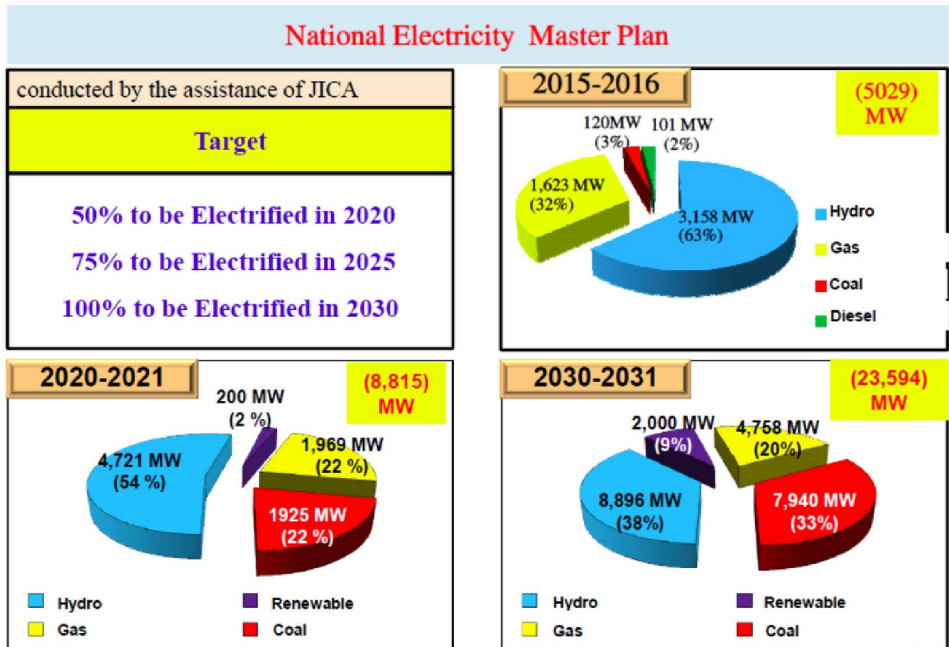 National Electricity Master Plan
conducted by the assistance of JICA
Target
50% to be Electrified in 2020
75% to be Electrified in 2025
100% to be Electrified in 2030
2015-2016
(5029)
MW
120MW
(3%)
101 MW
(2%)
1,623 MW
(32%)
3,158 MW
(63%)
Hydro
Gas
Coal
Diesel
2020-2021
(8,815)
MW
200 MW
(2 %)
4,721 MW
(54 %)
1,969 MW
(22 %)
1925 MW
(22 %)
Hydro
Renewable
Gas
Coal
2030-2031
(23,594)
MW
2,000 MW
(9%)
4,758 MW
(20%)
8,896 MW
(38%)
7,940 MW
(33%)
Hydro
Renewable
Gas
Coal